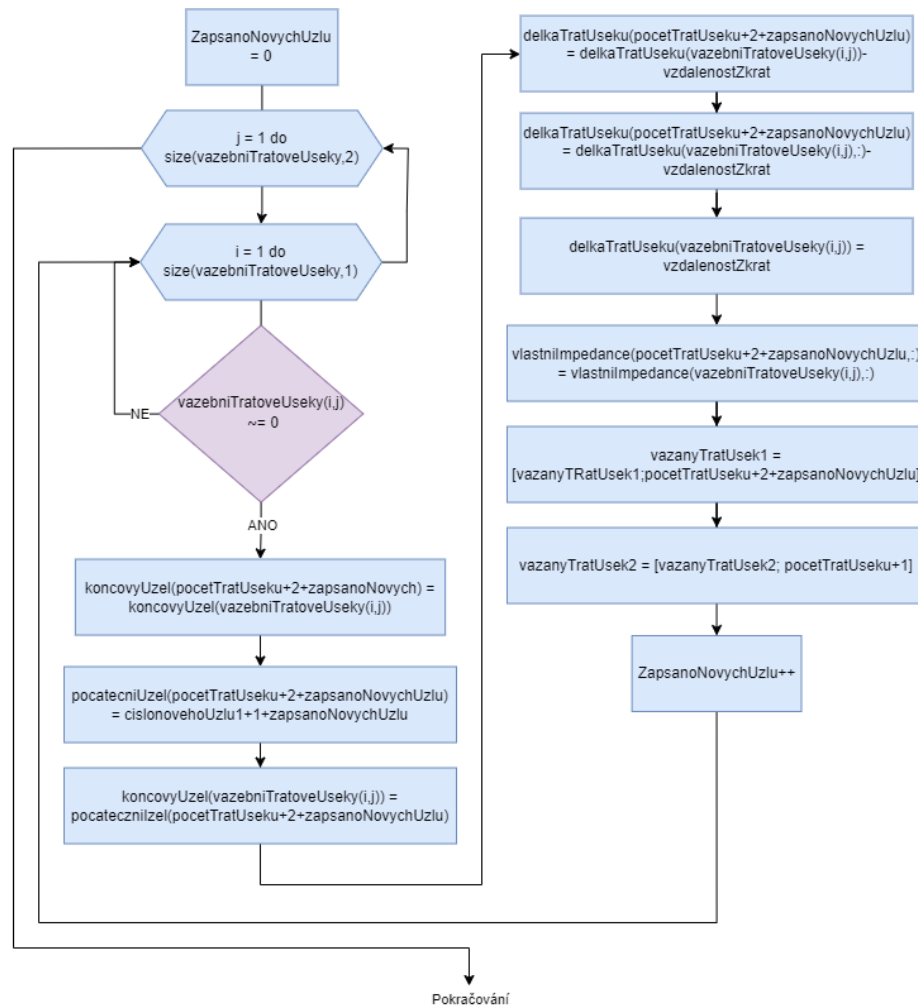 ZapsanoNovychUzlu
= 0
j = 1 do
size(vazebniTratoveUseky,2)
i = 1 do
size(vazebniTratoveUseky,1)
vazebniTratoveUseky(i,j)
~= 0
NE
ANO
koncovyUzel(pocetTratUseku+2+zapsanoNovych) =
koncovyUzel(vazebniTratoveUseky(i,j))
pocatecniUzel(pocetTratUseku+2+zapsanoNovychUzlu)
= cislonovehoUzlu1+1+zapsanoNovychUzlu
koncovyUzel(vazebniTratoveUseky(i,j)) =
pocateczniIzel(pocetTratUseku+2+zapsanoNovychUzlu)
delkaTratUseku(pocetTratUseku+2+zapsanoNovychUzlu)
= delkaTratUseku(vazebniTratoveUseky(i,j))-
vzdalenostZkrat
delkaTratUseku(pocetTratUseku+2+zapsanoNovychUzlu)
= delkaTratUseku(vazebniTratoveUseky(i,j),:)-
vzdalenostZkrat
delkaTratUseku(vazebniTratoveUseky(i,j)) =
vzdalenostZkrat
vlastniImpedance(pocetTratUseku+2+zapsanoNovychUzlu,:)
= vlastniImpedance(vazebniTratoveUseky(i,j),:)
vazanyTratUsek1 =
[vazanyTRatUsek1;pocetTratUseku+2+zapsanoNovychUzlu]
vazanyTratUsek2 = [vazanyTratUsek2; pocetTratUseku+1]
ZapsanoNovychUzlu++
Pokračování